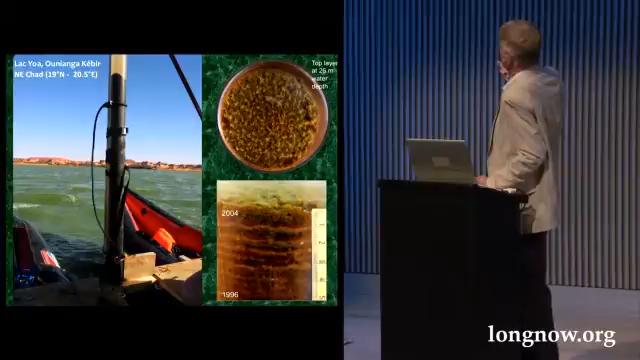 Lac Yoa, Ounianga Kébir
NE Chad (19°N - 20.5°E)
Top layer
at 26 m
water
depth
2004
1996
longnow.org